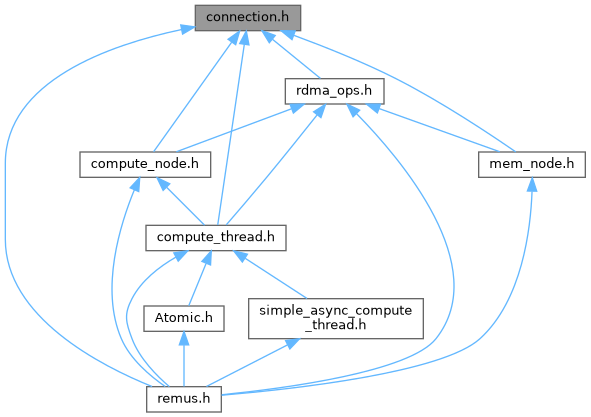 connection.h
rdma_ops.h
compute_node.h
mem_node.h
compute_thread.h
Atomic.h
simple_async_compute
_thread.h
remus.h